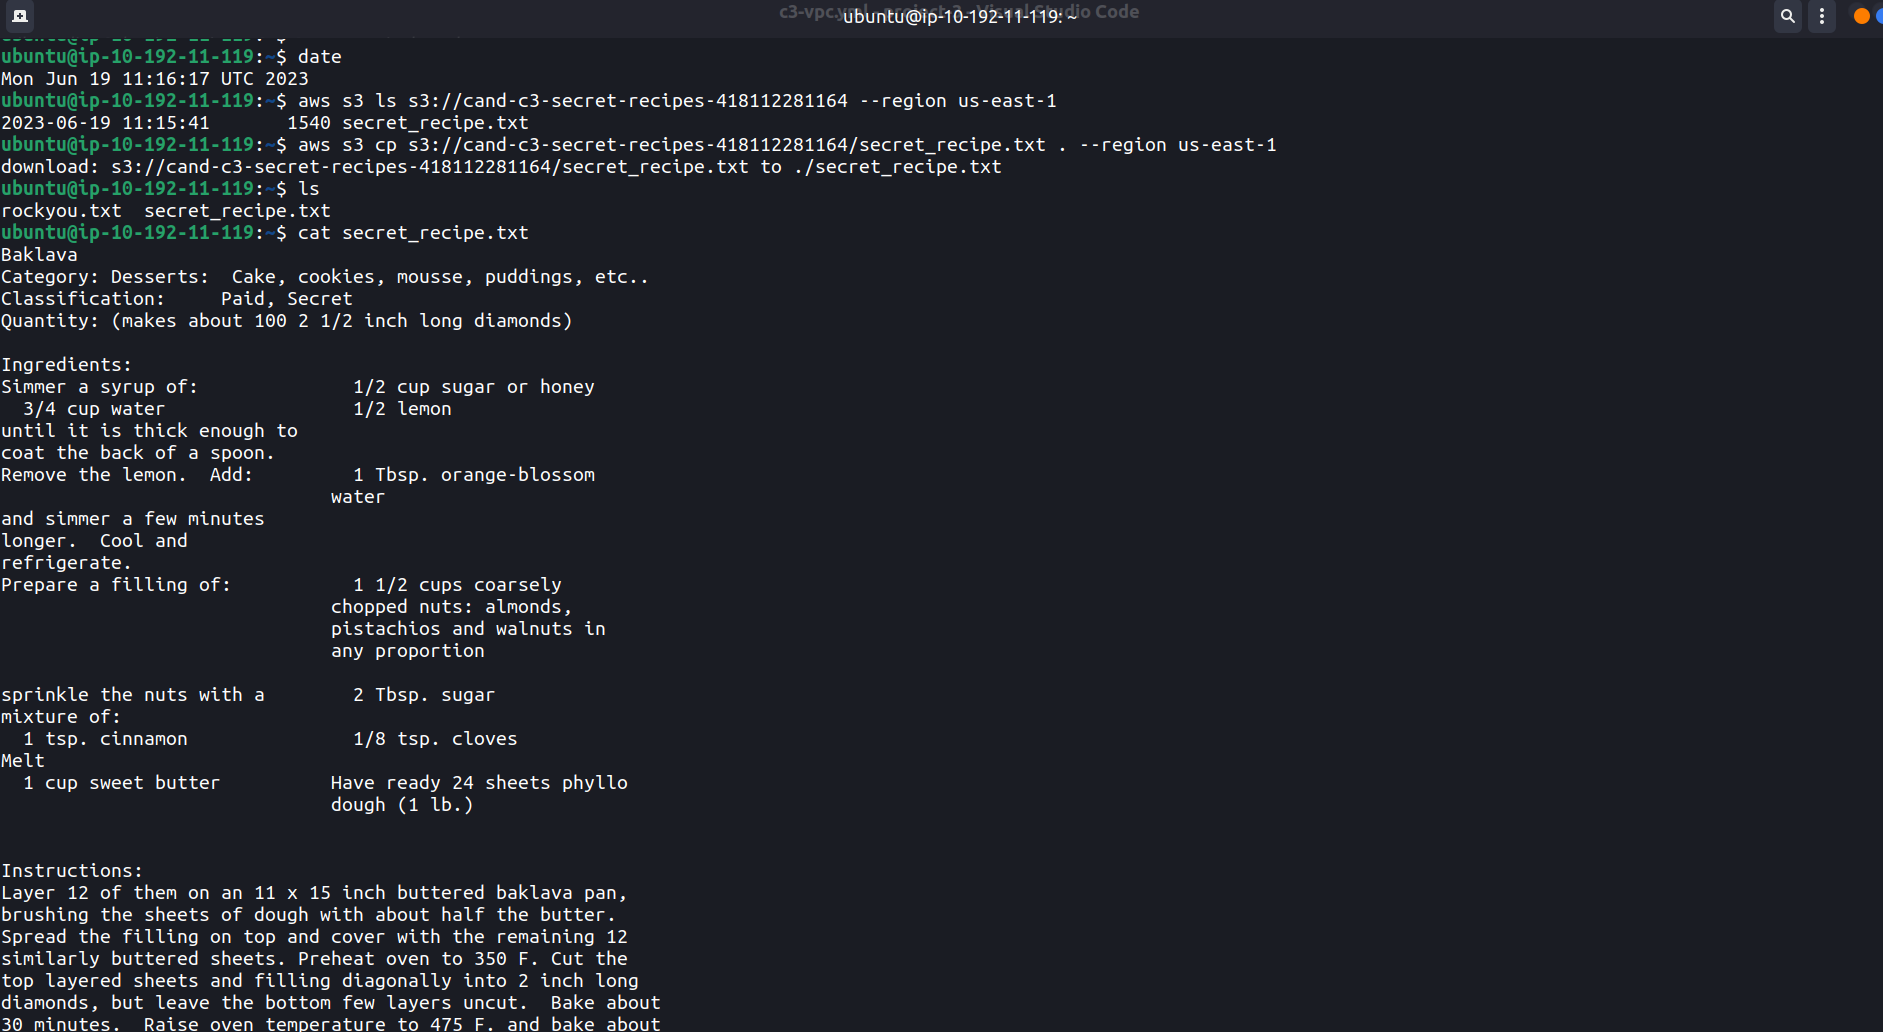 c3-vpc.yml - project-3 - Visual Studio Code
ubuntu@ip-10-192-11-119: ~
ubuntu@ip-10-192-11-119:~$
ubuntu@ip-10-192-11-119:~$ date
Mon Jun 19 11:16:17 UTC 2023
ubuntu@ip-10-192-11-119:~$ aws s3 ls s3://cand-c3-secret-recipes-418112281164 --region us-east-1
2023-06-19 11:15:41       1540 secret_recipe.txt
ubuntu@ip-10-192-11-119:~$ aws s3 cp s3://cand-c3-secret-recipes-418112281164/secret_recipe.txt . --region us-east-1
download: s3://cand-c3-secret-recipes-418112281164/secret_recipe.txt to ./secret_recipe.txt
ubuntu@ip-10-192-11-119:~$ ls
rockyou.txt  secret_recipe.txt
ubuntu@ip-10-192-11-119:~$ cat secret_recipe.txt
Baklava
Category: Desserts:  Cake, cookies, mousse, puddings, etc..
Classification:     Paid, Secret
Quantity: (makes about 100 2 1/2 inch long diamonds)
Ingredients:
Simmer a syrup of:              1/2 cup sugar or honey
  3/4 cup water                 1/2 lemon
until it is thick enough to
coat the back of a spoon.
Remove the lemon.  Add:         1 Tbsp. orange-blossom
                              water
and simmer a few minutes
longer.  Cool and
refrigerate.
Prepare a filling of:           1 1/2 cups coarsely
                              chopped nuts: almonds,
                              pistachios and walnuts in
                              any proportion
sprinkle the nuts with a        2 Tbsp. sugar
mixture of:
  1 tsp. cinnamon               1/8 tsp. cloves
Melt
  1 cup sweet butter          Have ready 24 sheets phyllo
                              dough (1 lb.)
Instructions:
Layer 12 of them on an 11 x 15 inch buttered baklava pan,
brushing the sheets of dough with about half the butter.
Spread the filling on top and cover with the remaining 12
similarly buttered sheets. Preheat oven to 350 F. Cut the
top layered sheets and filling diagonally into 2 inch long
diamonds, but leave the bottom few layers uncut.  Bake about
30 minutes.  Raise oven temperature to 475 F. and bake about